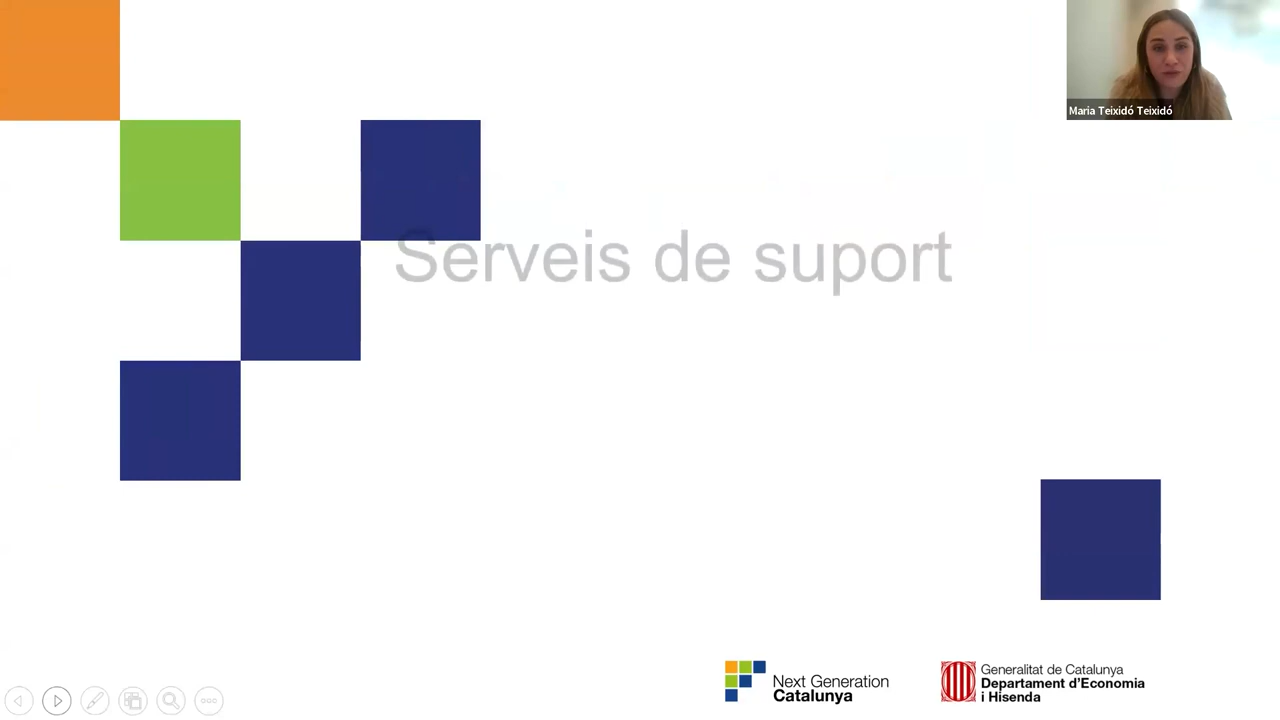 Maria Teixidó Teixidó
Serveis de suport
Next Generation
Catalunya
Generalitat de Catalunya
Departament d'Economia
i Hisenda